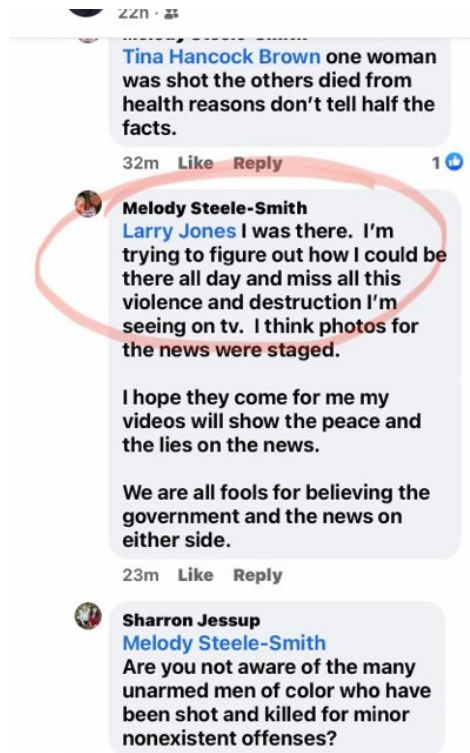 22h
Tina Hancock Brown one woman
was shot the others died from
health reasons don't tell half the
facts.
32m Like Reply 1
Melody Steele-Smith
Larry Jones I was there. I'm
trying to figure out how I could be
there all day and miss all this
violence and destruction I'm
seeing on tv. I think photos for
the news were staged.
I hope they come for me my
videos will show the peace and
the lies on the news.
We are all fools for believing the
government and the news on
either side.
23m Like Reply
Sharron Jessup
Melody Steele-Smith
Are you not aware of the many
unarmed men of color who have
been shot and killed for minor
nonexistent offenses?